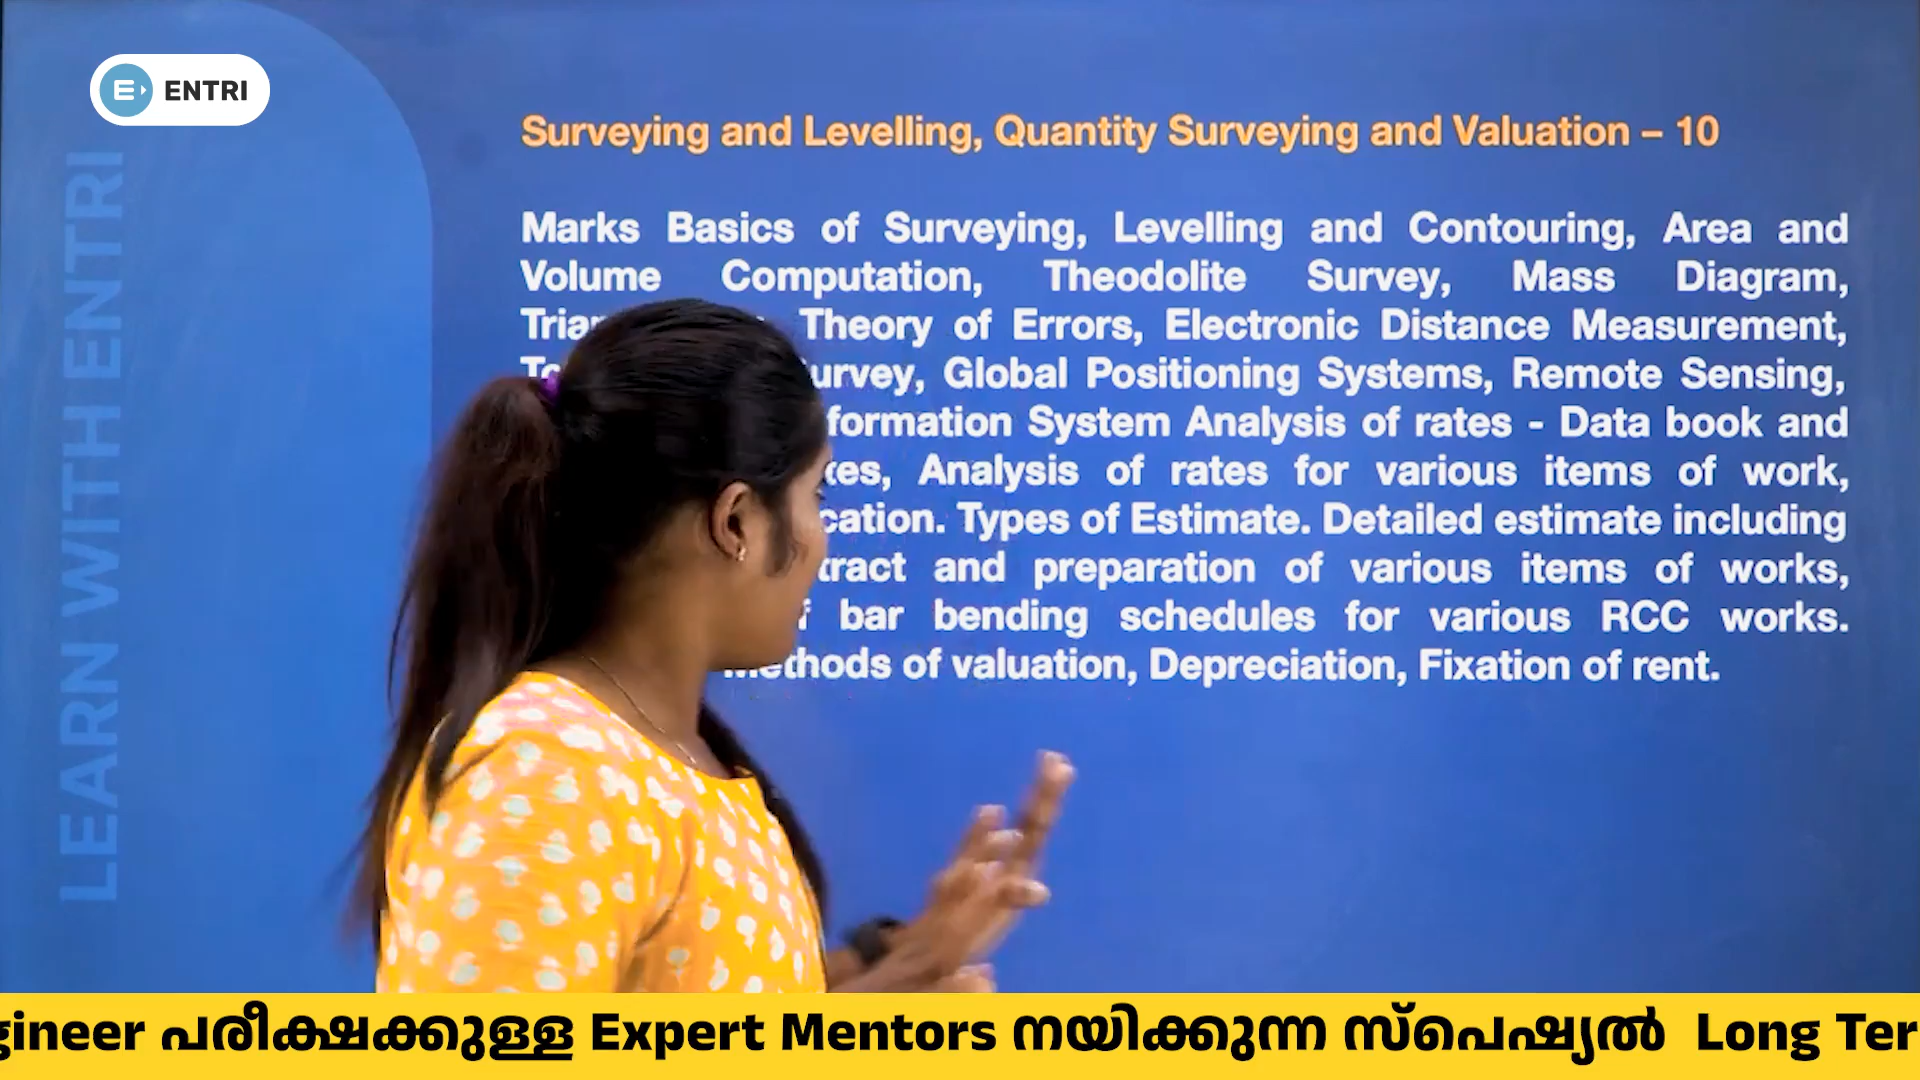 ENTRI
LEARN WITH ENTRI
Surveying and Levelling, Quantity Surveying and Valuation – 10
Marks Basics of Surveying, Levelling and Contouring, Area and
Volume Computation, Theodolite Survey, Mass Diagram,
Theory of Errors, Electronic Distance Measurement,
Global Positioning Systems, Remote Sensing,
System Analysis of rates - Data book and
Analysis of rates for various items of work,
Types of Estimate. Detailed estimate including
and preparation of various items of works,
bar bending schedules for various RCC works.
of valuation, Depreciation, Fixation of rent.
പരീക്ഷക്കുള്ള Expert Mentors നയിക്കുന്ന സ്പെഷ്യൽ Long